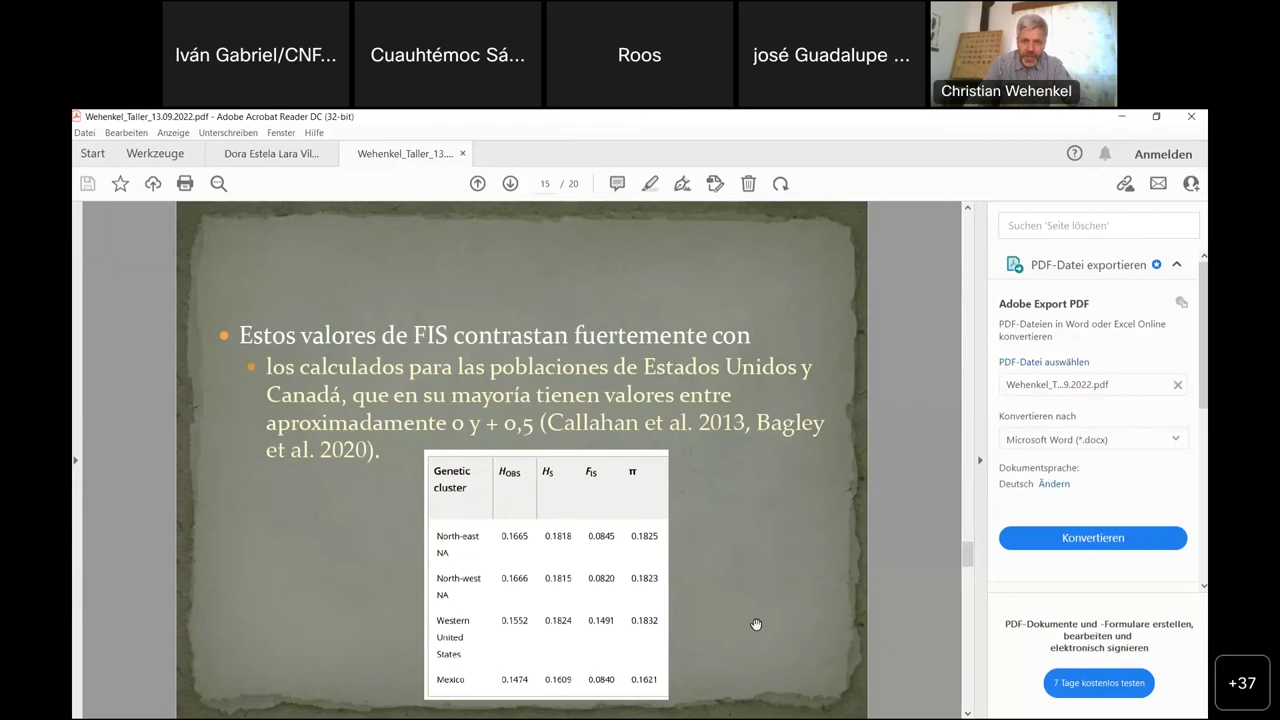 Iván Gabriel/CNF...
Cuauhtémoc Sá...
Roos
josé Guadalupe ...
Christian Wehenkel
Wehenkel_Taller_13.09.2022.pdf - Adobe Acrobat Reader DC (32-bit)
Datei Bearbeiten Anzeige Unterschreiben Fenster Hilfe
Start Werkzeuge Dora Estela Lara Vil... Wehenkel_Taller_13.... × Anmelden
15 / 20
Estos valores de FIS contrastan fuertemente con
los calculados para las poblaciones de Estados Unidos y
Canadá, que en su mayoría tienen valores entre
aproximadamente 0 y + 0,5 (Callahan et al. 2013, Bagley
et al. 2020).
Genetic cluster HOBS HS FIS π
North-east NA 0.1665 0.1818 0.0845 0.1825
North-west NA 0.1666 0.1815 0.0820 0.1823
Western United States 0.1552 0.1824 0.1491 0.1832
Mexico 0.1474 0.1609 0.0840 0.1621
Suchen 'Seite löschen'
PDF-Datei exportieren
Adobe Export PDF
PDF-Dateien in Word oder Excel Online
konvertieren
PDF-Datei auswählen
Wehenkel_T...9.2022.pdf
Konvertieren nach
Microsoft Word (*.docx)
Dokumentsprache:
Deutsch Ändern
Konvertieren
PDF-Dokumente und -Formulare erstellen,
bearbeiten und
elektronisch signieren
7 Tage kostenlos testen
+37